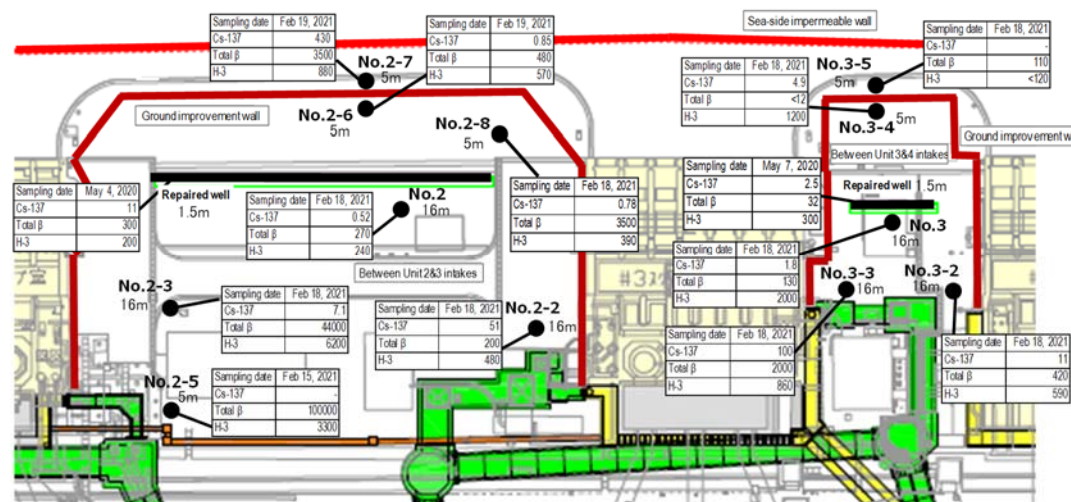 Sampling date Feb 19, 2021
Cs-137 430
Total β 3500
H-3 880
Sampling date Feb 19, 2021
Cs-137 0.85
Total β 480
H-3 570
Sea-side impermeable wall
Sampling date Feb 18, 2021
Cs-137 -
Total β 110
H-3 <120
No.2-7
5m
No.2-6
5m
Ground improvement wall
No.2-8
5m
Sampling date Feb 18, 2021
Cs-137 4.9
Total β <12
H-3 1200
No.3-5
5m
5m
No.3-4
Ground improvement w
Between Unit 3&4 intakes
Sampling date May 4, 2020
Cs-137 11
Total β 300
H-3 200
Repaired well
1.5m
Sampling date Feb 18, 2021
Cs-137 0.52
Total β 270
H-3 240
No.2
16m
Sampling date Feb 18, 2021
Cs-137 0.78
Total β 3500
H-3 390
Sampling date May 7, 2020
Cs-137 2.5
Total β 32
H-3 300
Repaired well 1.5m
No.3
16m
Between Unit 2&3 intakes
Sampling date Feb 18, 2021
Cs-137 1.8
Total β 130
H-3 2000
No.2-3
16m
Sampling date Feb 18, 2021
Cs-137 7.1
Total β 44000
H-3 6200
Sampling date Feb 18, 2021
Cs-137 51
Total β 200
H-3 480
No.2-2
16m
No.3-3
16m
No.3-2
16m
Sampling date Feb 18, 2021
Cs-137 100
Total β 2000
H-3 860
Sampling date Feb 18, 2021
Cs-137 11
Total β 420
H-3 590
No.2-5
5m
Sampling date Feb 15, 2021
Cs-137 -
Total β 100000
H-3 3300